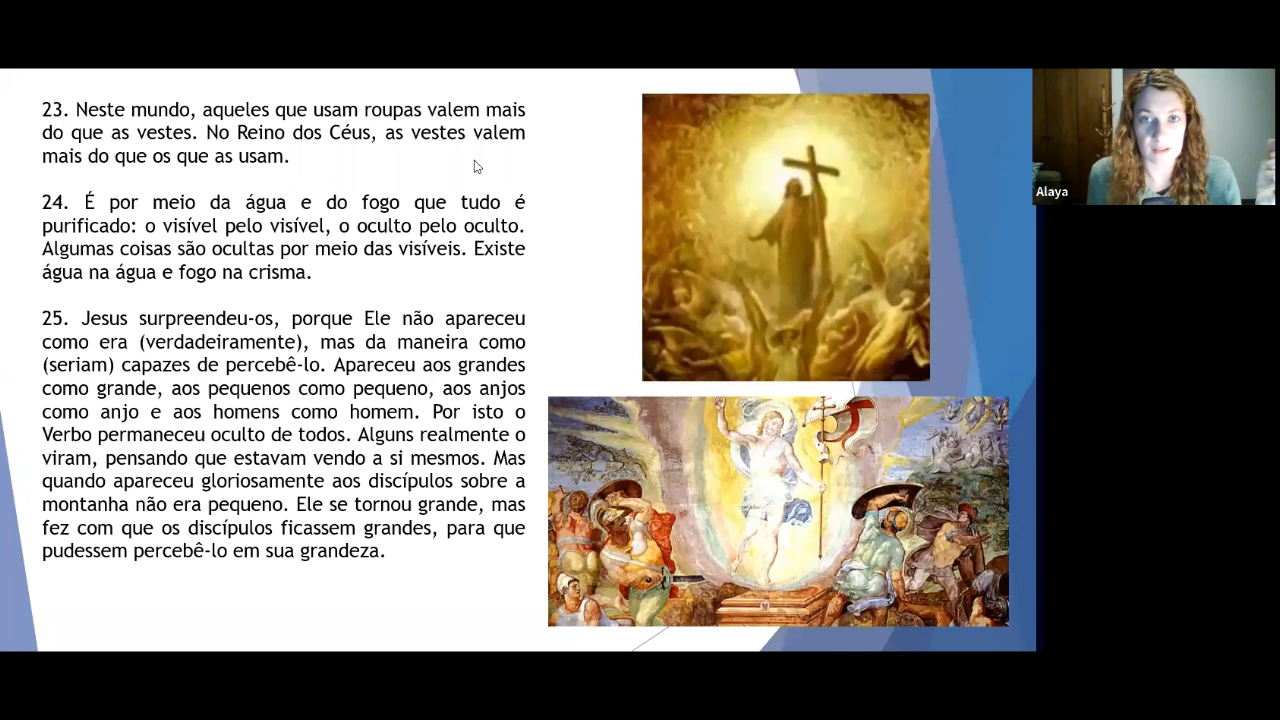 23. Neste mundo, aqueles que usam roupas valem mais
do que as vestes. No Reino dos Céus, as vestes valem
mais do que os que as usam.
24. É por meio da água e do fogo que tudo é
purificado: o visível pelo visível, o oculto pelo oculto.
Algumas coisas são ocultas por meio das visíveis. Existe
água na água e fogo na crisma.
25. Jesus surpreendeu-os, porque Ele não apareceu
como era (verdadeiramente), mas da maneira como
(seriam) capazes de percebê-lo. Apareceu aos grandes
como grande, aos pequenos como pequeno, aos anjos
como anjo e aos homens como homem. Por isto o
Verbo permaneceu oculto de todos. Alguns realmente o
viram, pensando que estavam vendo a si mesmos. Mas
quando apareceu gloriosamente aos discípulos sobre a
montanha não era pequeno. Ele se tornou grande, mas
fez com que os discípulos ficassem grandes, para que
pudessem percebê-lo em sua grandeza.
Alaya